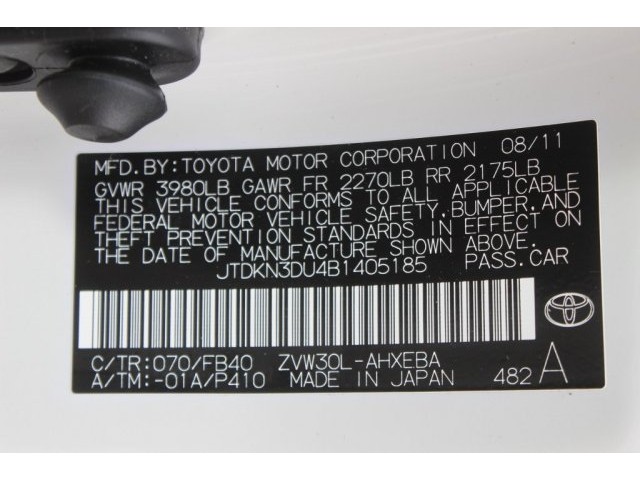 MFD. BY: TOYOTA MOTOR CORPORATION 08/11
GVWR 3980LB GAWR FR 2270LB RR 2175LB
THIS VEHICLE CONFORMS TO ALL APPLICABLE
FEDERAL MOTOR VEHICLE SAFETY, BUMPER, AND
THEFT PREVENTION STANDARDS IN EFFECT ON
THE DATE OF MANUFACTURE SHOWN ABOVE.
JTDKN3DU4B1405185 PASS. CAR
C/TR: 070/FB40 ZVW30L-AHXEBA
A/TM: -01A/P410 MADE IN JAPAN 482 A